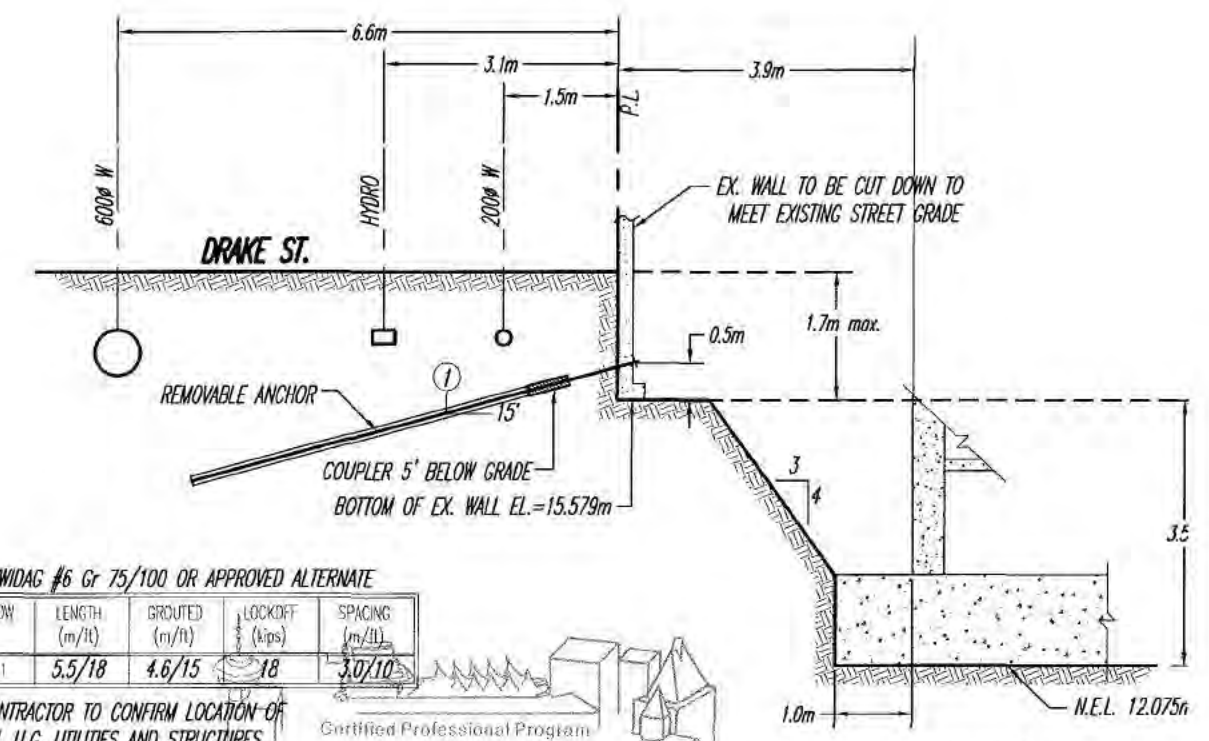 6.6m
3.1m
3.9m
1.5m
P.L.
600ø W
HYDRO
200ø W
EX. WALL TO BE CUT DOWN TO
MEET EXISTING STREET GRADE
DRAKE ST.
1.7m max.
0.5m
REMOVABLE ANCHOR
1
15'
COUPLER 5' BELOW GRADE
3
4
BOTTOM OF EX. WALL EL.=15.579m
3.5
WIDAG #6 Gr 75/100 OR APPROVED ALTERNATE
OW LENGTH GROUTED LOCKOFF SPACING
(m/ft) (m/ft) (kips) (m/ft)
1 5.5/18 4.6/15 18 3.0/10
NTRACTOR TO CONFIRM LOCATION OF
U.G. UTILITIES AND STRUCTURES
Certified Professional Program
1.0m
N.E.L. 12.075m